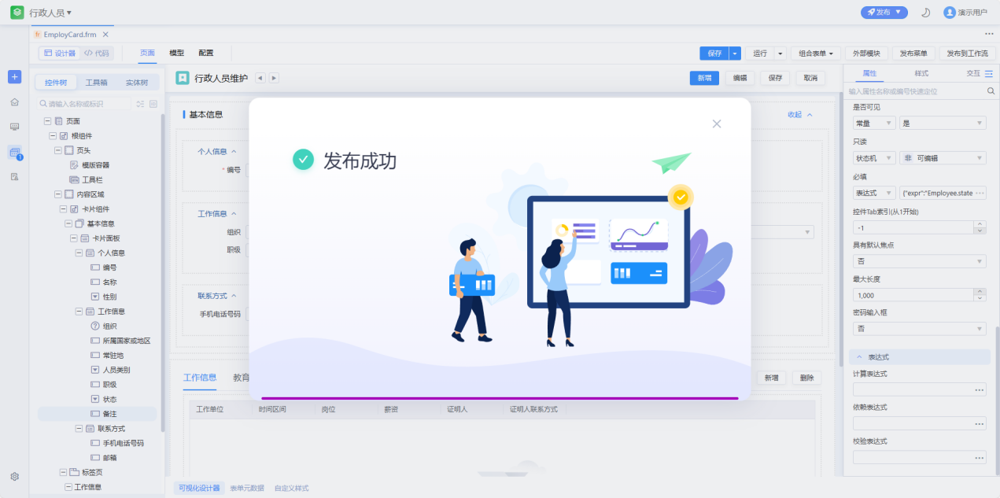 行政人员
发布
演示用户
fr EmployCard.frm
设计器
</> 代码
页面
模型
配置
保存
运行
组合表单
外部模块
发布菜单
发布到工作流
控件树
工具箱
实体树
请输入名称或标识
页面
根组件
页头
模版容器
工具栏
内容区域
卡片组件
基本信息
卡片面板
个人信息
编号
名称
性别
工作信息
组织
所属国家或地区
常驻地
人员类别
职级
状态
备注
联系方式
手机电话号码
邮箱
标签页
工作信息
行政人员维护
新增
编辑
保存
取消
基本信息
收起
个人信息
* 编号
工作信息
组织
职级
联系方式
手机电话号码
发布成功
工作信息
教育
新增
删除
工作单位
时间区间
岗位
薪资
证明人
证明人联系方式
可视化设计器
表单元数据
自定义样式
属性
样式
交互
输入属性名称或编号快速定位
是否可见
常量
是
只读
状态机
非 可编辑
必填
表达式
{"expr":"Employee.state ...
控件Tab索引(从1开始)
-1
具有默认焦点
否
最大长度
1,000
密码输入框
否
表达式
计算表达式
依赖表达式
校验表达式
1